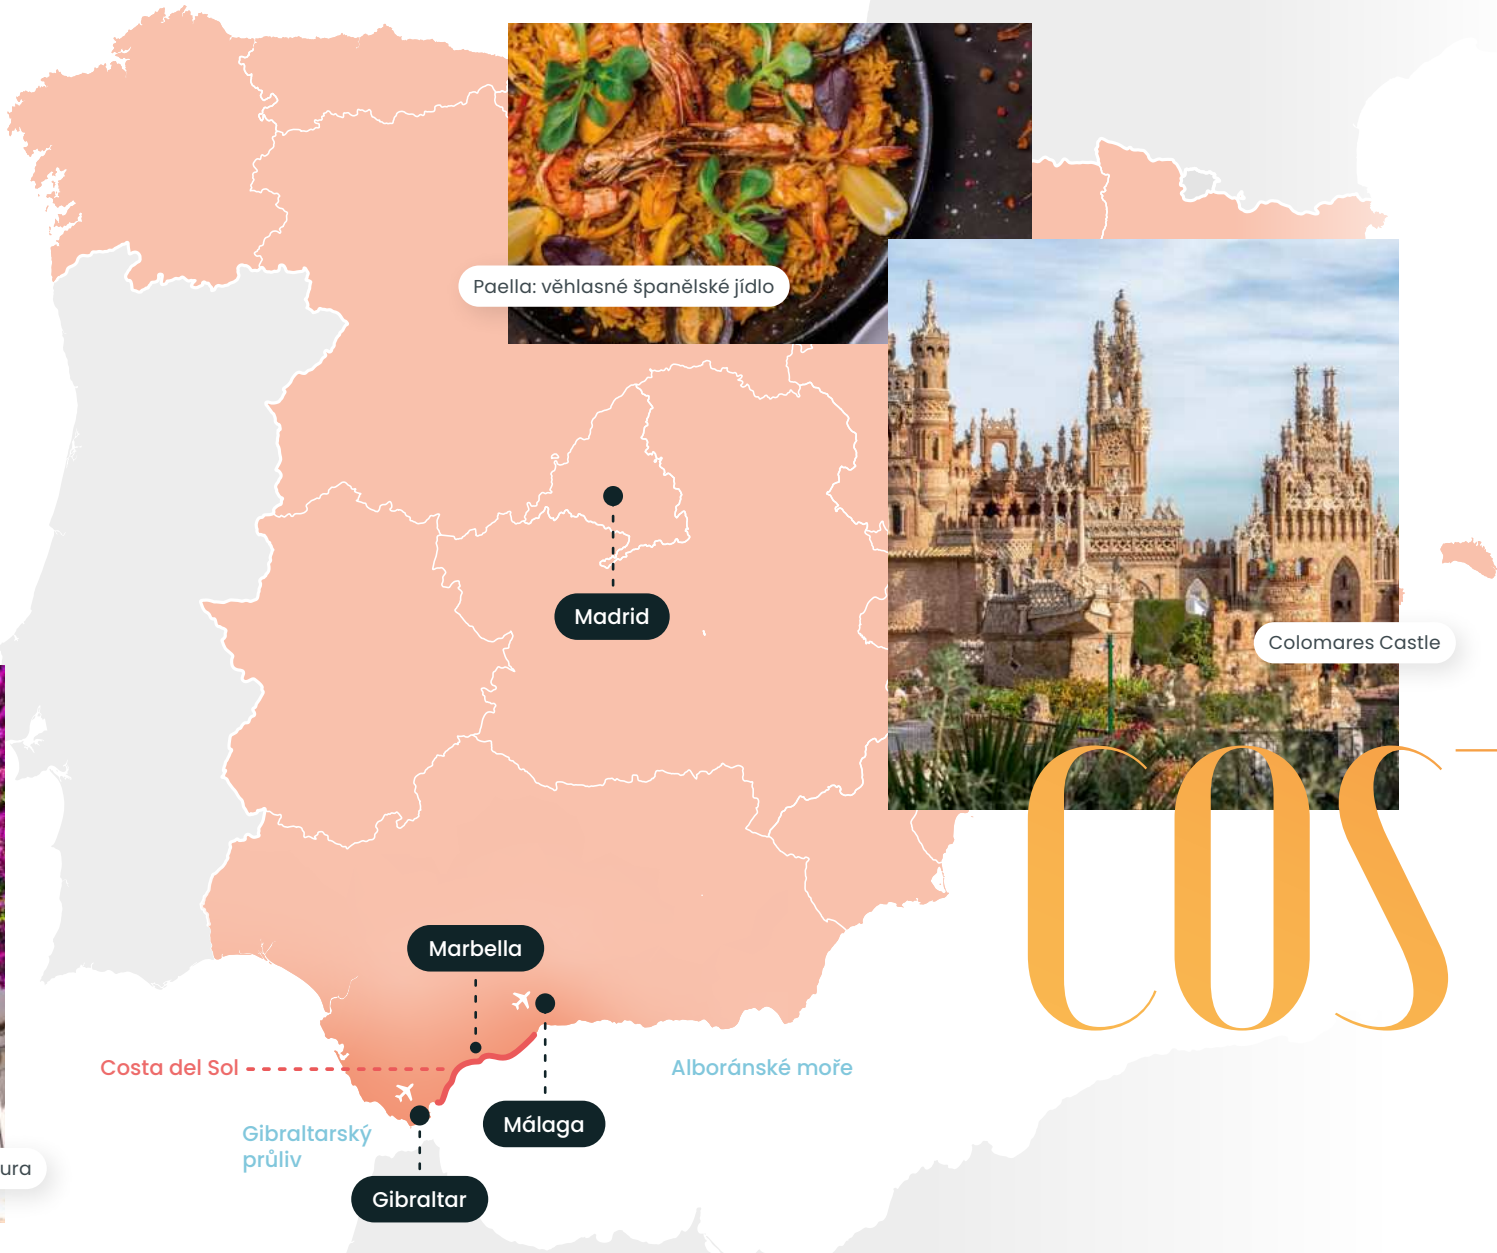 Paella: věhlasné španělské jídlo
Madrid
Colomares Castle
COS
Marbella
Costa del Sol
Alboránské moře
Málaga
Gibraltarský
průliv
ura
Gibraltar